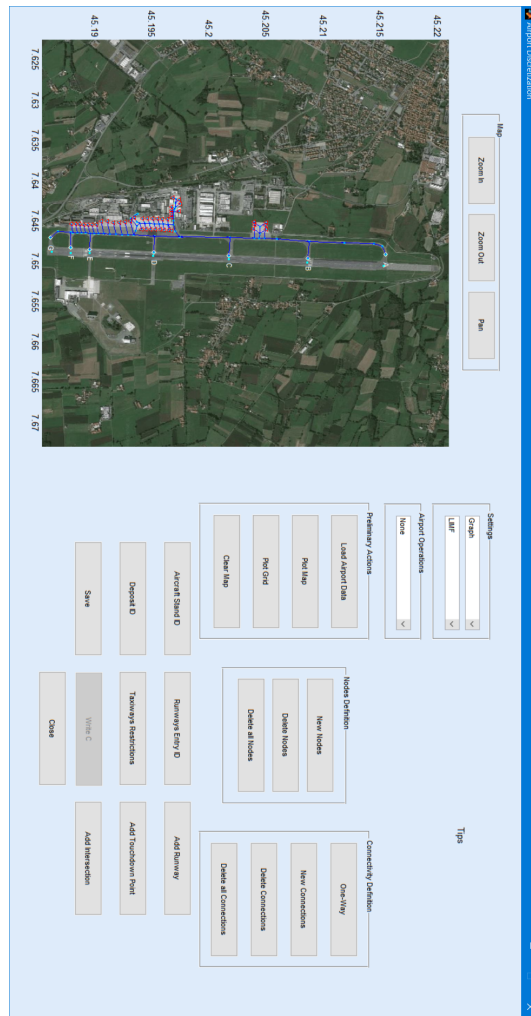 Airport Discretization
Map
Zoom In
Zoom Out
Pan
45.22
45.215
45.21
45.205
45.2
45.195
45.19
7.625
7.63
7.635
7.64
7.645
7.65
7.655
7.66
7.665
7.67
A
B
C
D
E
F
G
Tips
Settings
Graph
LIMF
Airport Operations
None
Preliminary Actions
Load Airport Data
Plot Map
Plot Grid
Clear Map
Nodes Definition
New Nodes
Delete Nodes
Delete all Nodes
Connectivity Definition
One-Way
New Connections
Delete Connections
Delete all Connections
Aircraft Stand ID
Runways Entry ID
Add Runway
Deposit ID
Taxiways Restrictions
Add Touchdown Point
Save
Write C
Add Intersection
Close